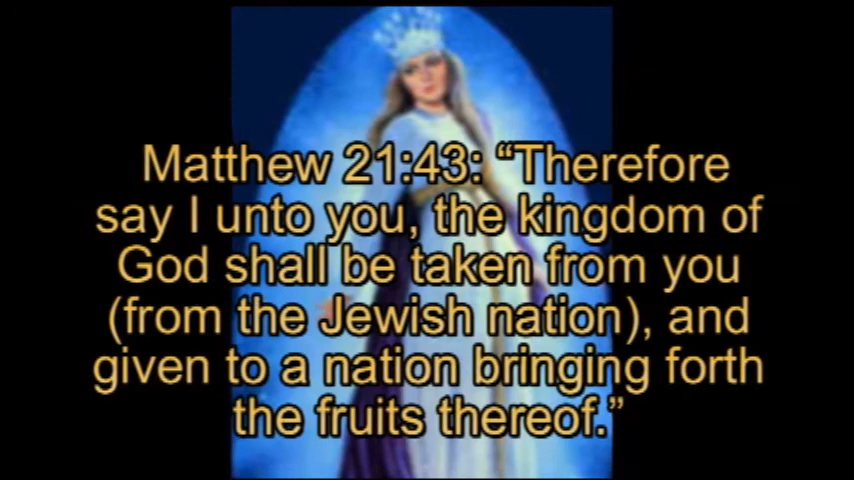 Matthew 21:43: “Therefore
say I unto you, the kingdom of
God shall be taken from you
(from the Jewish nation), and
given to a nation bringing forth
the fruits thereof.”